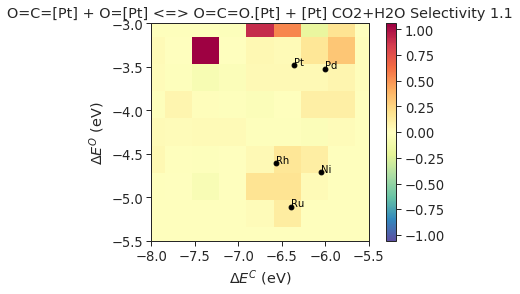 O=C=[Pt] + O=[Pt] <=> O=C=O.[Pt] + [Pt] CO2+H2O Selectivity 1.1
−3.0
−3.5
−4.0
−4.5
−5.0
−5.5
ΔE^O (eV)
Pt
Pd
Rh
Ni
Ru
−8.0 −7.5 −7.0 −6.5 −6.0 −5.5
ΔE^C (eV)
1.00
0.75
0.50
0.25
0.00
−0.25
−0.50
−0.75
−1.00